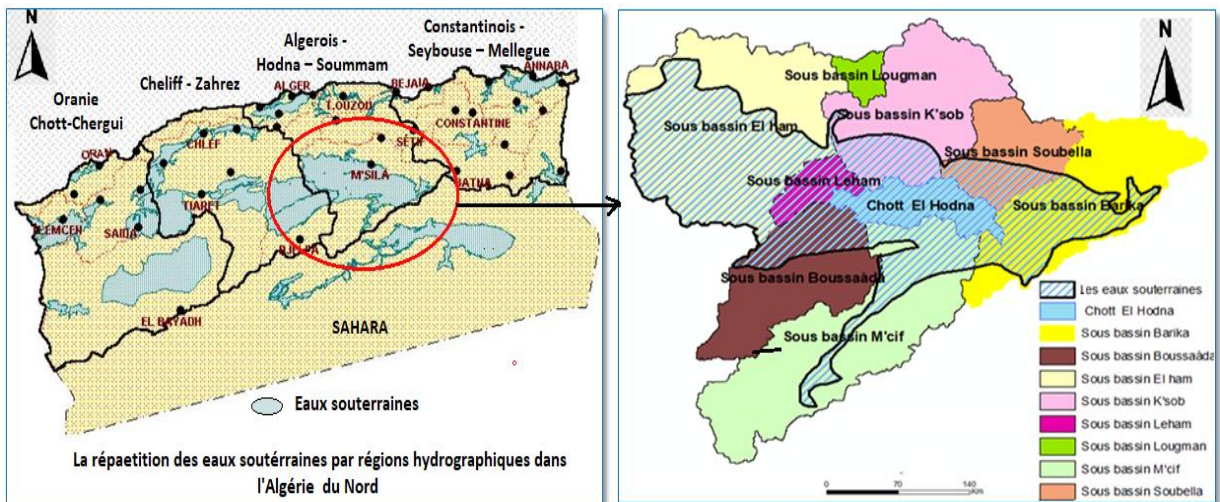 N
Constantinois -
Seybouse – Mellegue
Algerois -
Hodna – Soummam
Cheliff - Zahrez
Oranie
Chott-Chergui
ANNABA
BEJAIA
ALGER
T.OUZOU
CONSTANTINE
SETIF
CHLEF
ORAN
M'SILA
BATNA
TIARET
TLEMCEN
SAIDA
DJELFA
EL BAYADH
SAHARA
Eaux souterraines
La répaetition des eaux soutérraines par régions hydrographiques dans
l'Algérie du Nord
N
Sous bassin Lougman
Sous bassin El ham
Sous bassin K'sob
Sous bassin Soubella
Sous bassin Leham
Chott El Hodna
Sous bassin Barika
Sous bassin Boussaàda
Sous bassin M'cif
Les eaux souterraines
Chott El Hodna
Sous bassin Barika
Sous bassin Boussaàda
Sous bassin El ham
Sous bassin K'sob
Sous bassin Leham
Sous bassin Lougman
Sous bassin M'cif
Sous bassin Soubella
0 70 140
Km